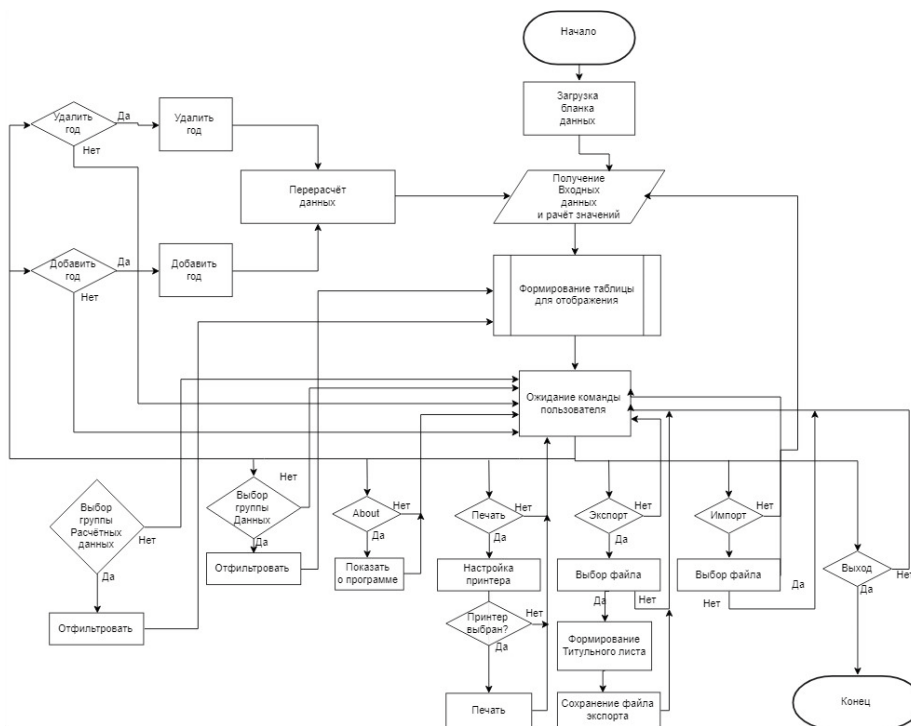 Начало
Загрузка
бланка
данных
Удалить
год
Да
Нет
Удалить
год
Перерасчёт
данных
Получение
Входных
данных
и рачёт значений
Добавить
год
Да
Нет
Добавить
год
Формирование таблицы
для отображения
Ожидание команды
пользователя
Выбор
группы
Расчётных
данных
Нет
Да
Отфильтровать
Выбор
группы
Данных
Нет
Да
Отфильтровать
About
Нет
Да
Показать
о программе
Печать
Нет
Да
Настройка
принтера
Принтер
выбран?
Нет
Да
Печать
Экспорт
Нет
Да
Выбор файла
Да
Нет
Формирование
Титульного листа
Сохранение файла
экспорта
Импорт
Нет
Да
Выбор файла
Да
Нет
Выход
Нет
Да
Конец